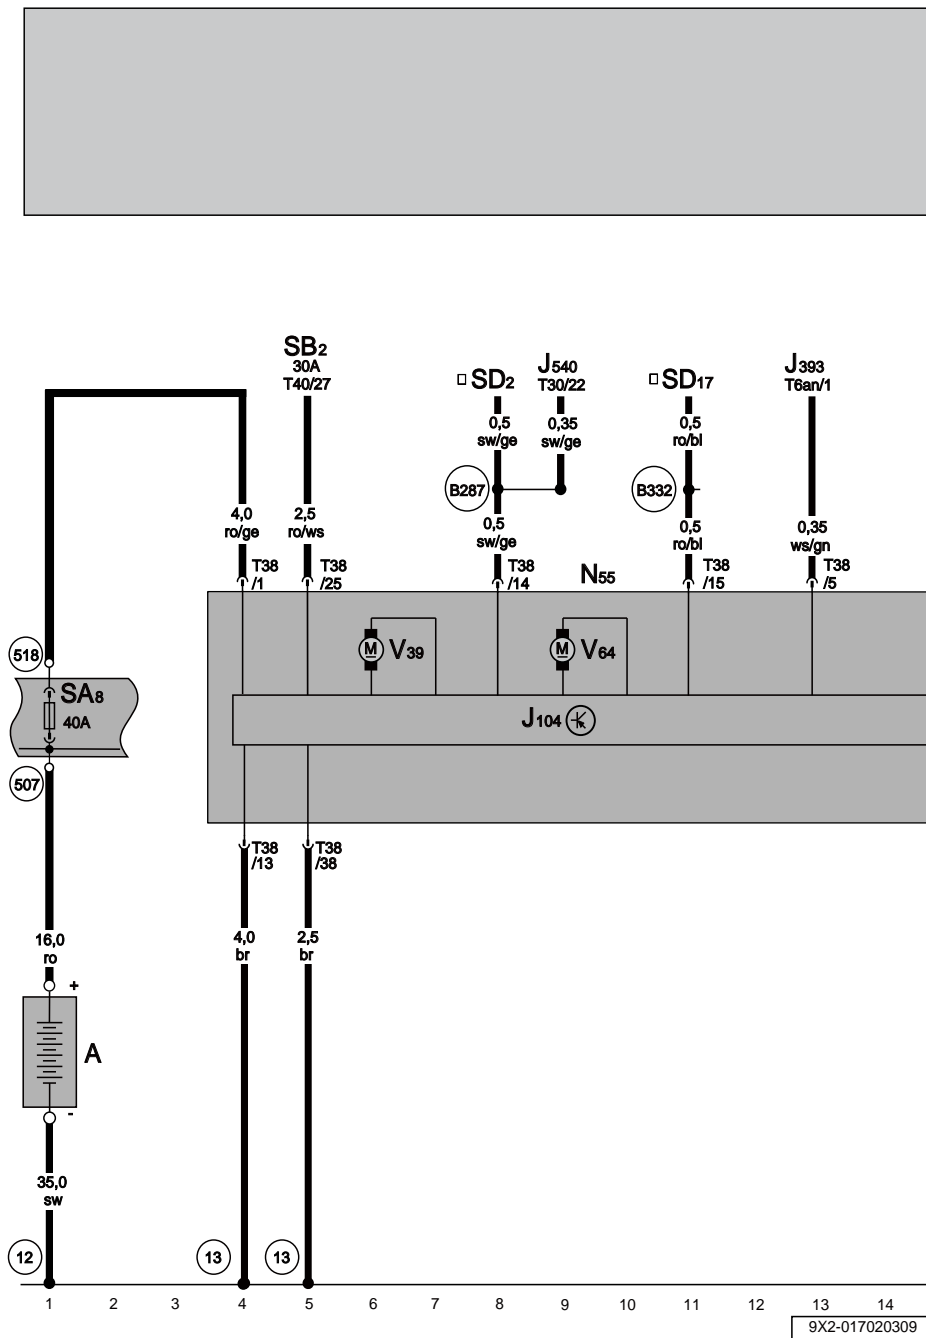 SB2
30A
T40/27
SD2
J540
T30/22
SD17
J393
T6an/1
0,5
sw/ge
0,35
sw/ge
0,5
ro/bl
B287
B332
4,0
ro/ge
2,5
ro/ws
0,5
sw/ge
0,5
ro/bl
0,35
ws/gn
T38
/1
T38
/25
T38
/14
N55
T38
/15
T38
/5
518
M
V39
M
V64
SA8
40A
J104
507
T38
/13
T38
/38
16,0
ro
4,0
br
2,5
br
+
A
-
35,0
sw
12
13
13
1 2 3 4 5 6 7 8 9 10 11 12 13 14
9X2-017020309